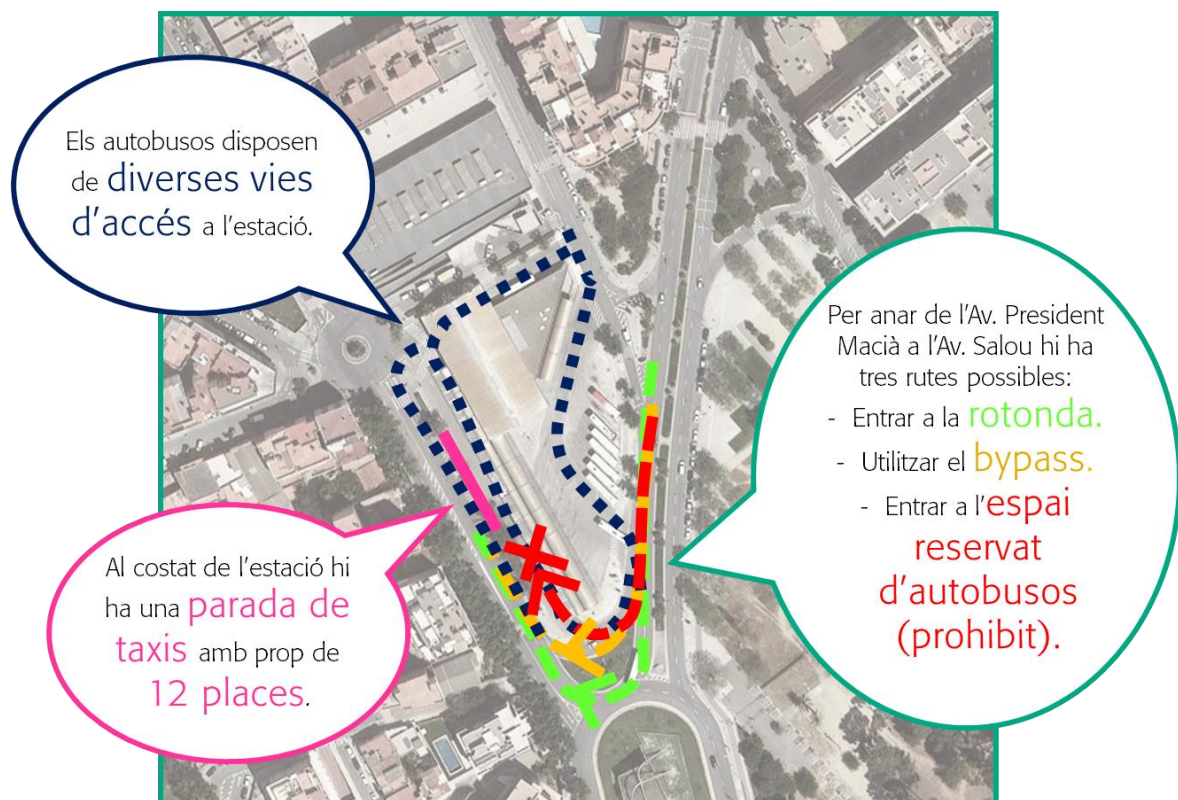 Els autobusos disposen
de diverses vies
d'accés a l'estació.
Per anar de l'Av. President
Macià a l'Av. Salou hi ha
tres rutes possibles:
- Entrar a la rotonda.
- Utilitzar el bypass.
- Entrar a l'espai
reservat
d'autobusos
(prohibit).
Al costat de l'estació hi
ha una parada de
taxis amb prop de
12 places.